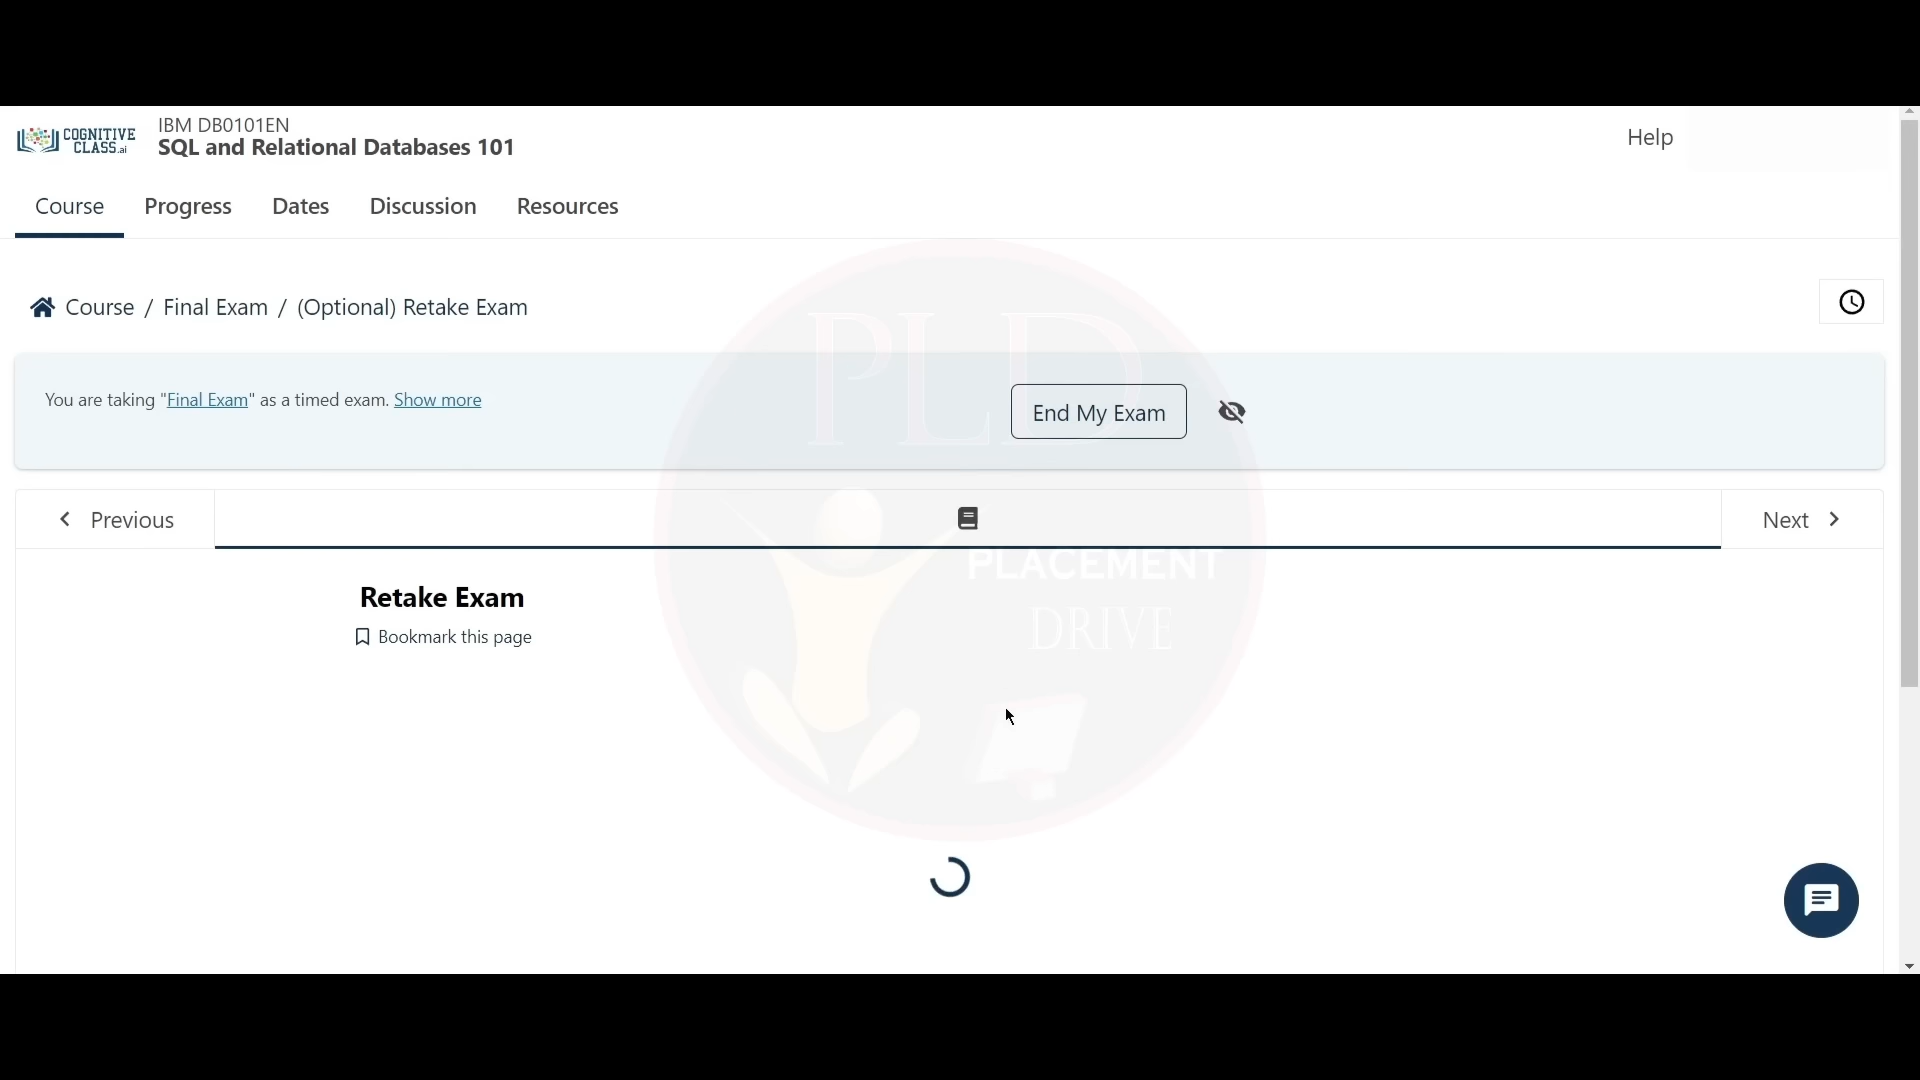 COGNITIVE
CLASS.ai
IBM DB0101EN
SQL and Relational Databases 101
Help
Course
Progress
Dates
Discussion
Resources
Course / Final Exam / (Optional) Retake Exam
You are taking "Final Exam" as a timed exam. Show more
End My Exam
PLD
Previous
Next
PLACEMENT
DRIVE
Retake Exam
Bookmark this page